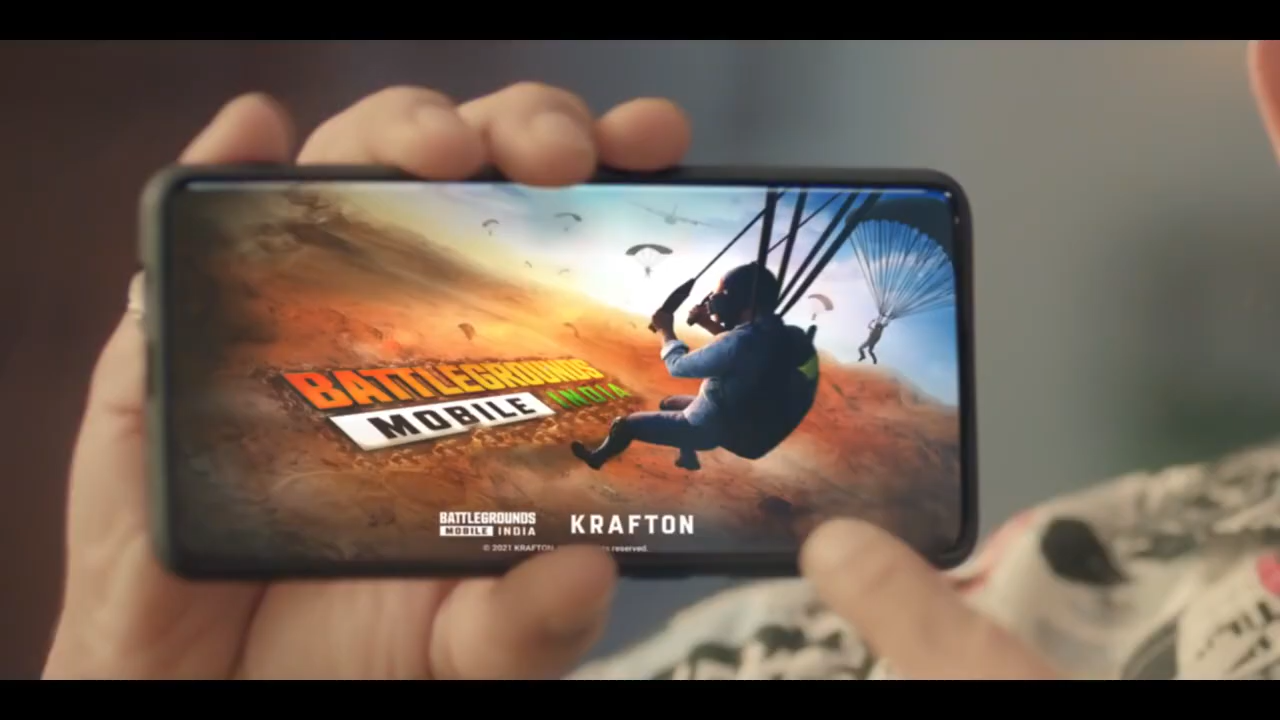 BATTLEGROUNDS
MOBILE INDIA
BATTLEGROUNDS
MOBILE INDIA
KRAFTON
© 2021 KRAFTON reserved.